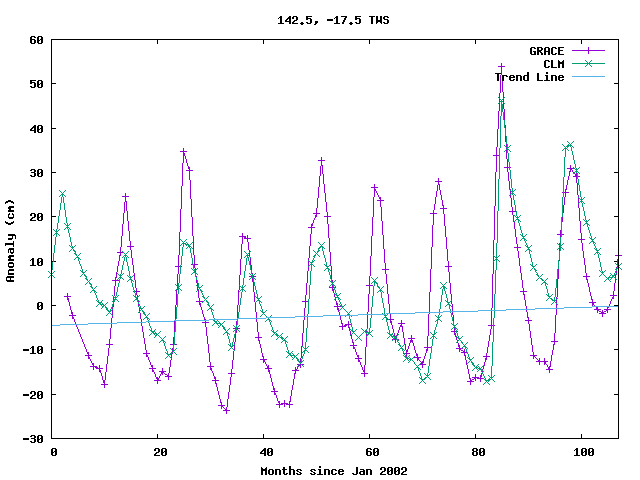 142.5, -17.5 TWS
GRACE
CLM
Trend Line
Anomaly (cm)
60
50
40
30
20
10
0
-10
-20
-30
0 20 40 60 80 100
Months since Jan 2002